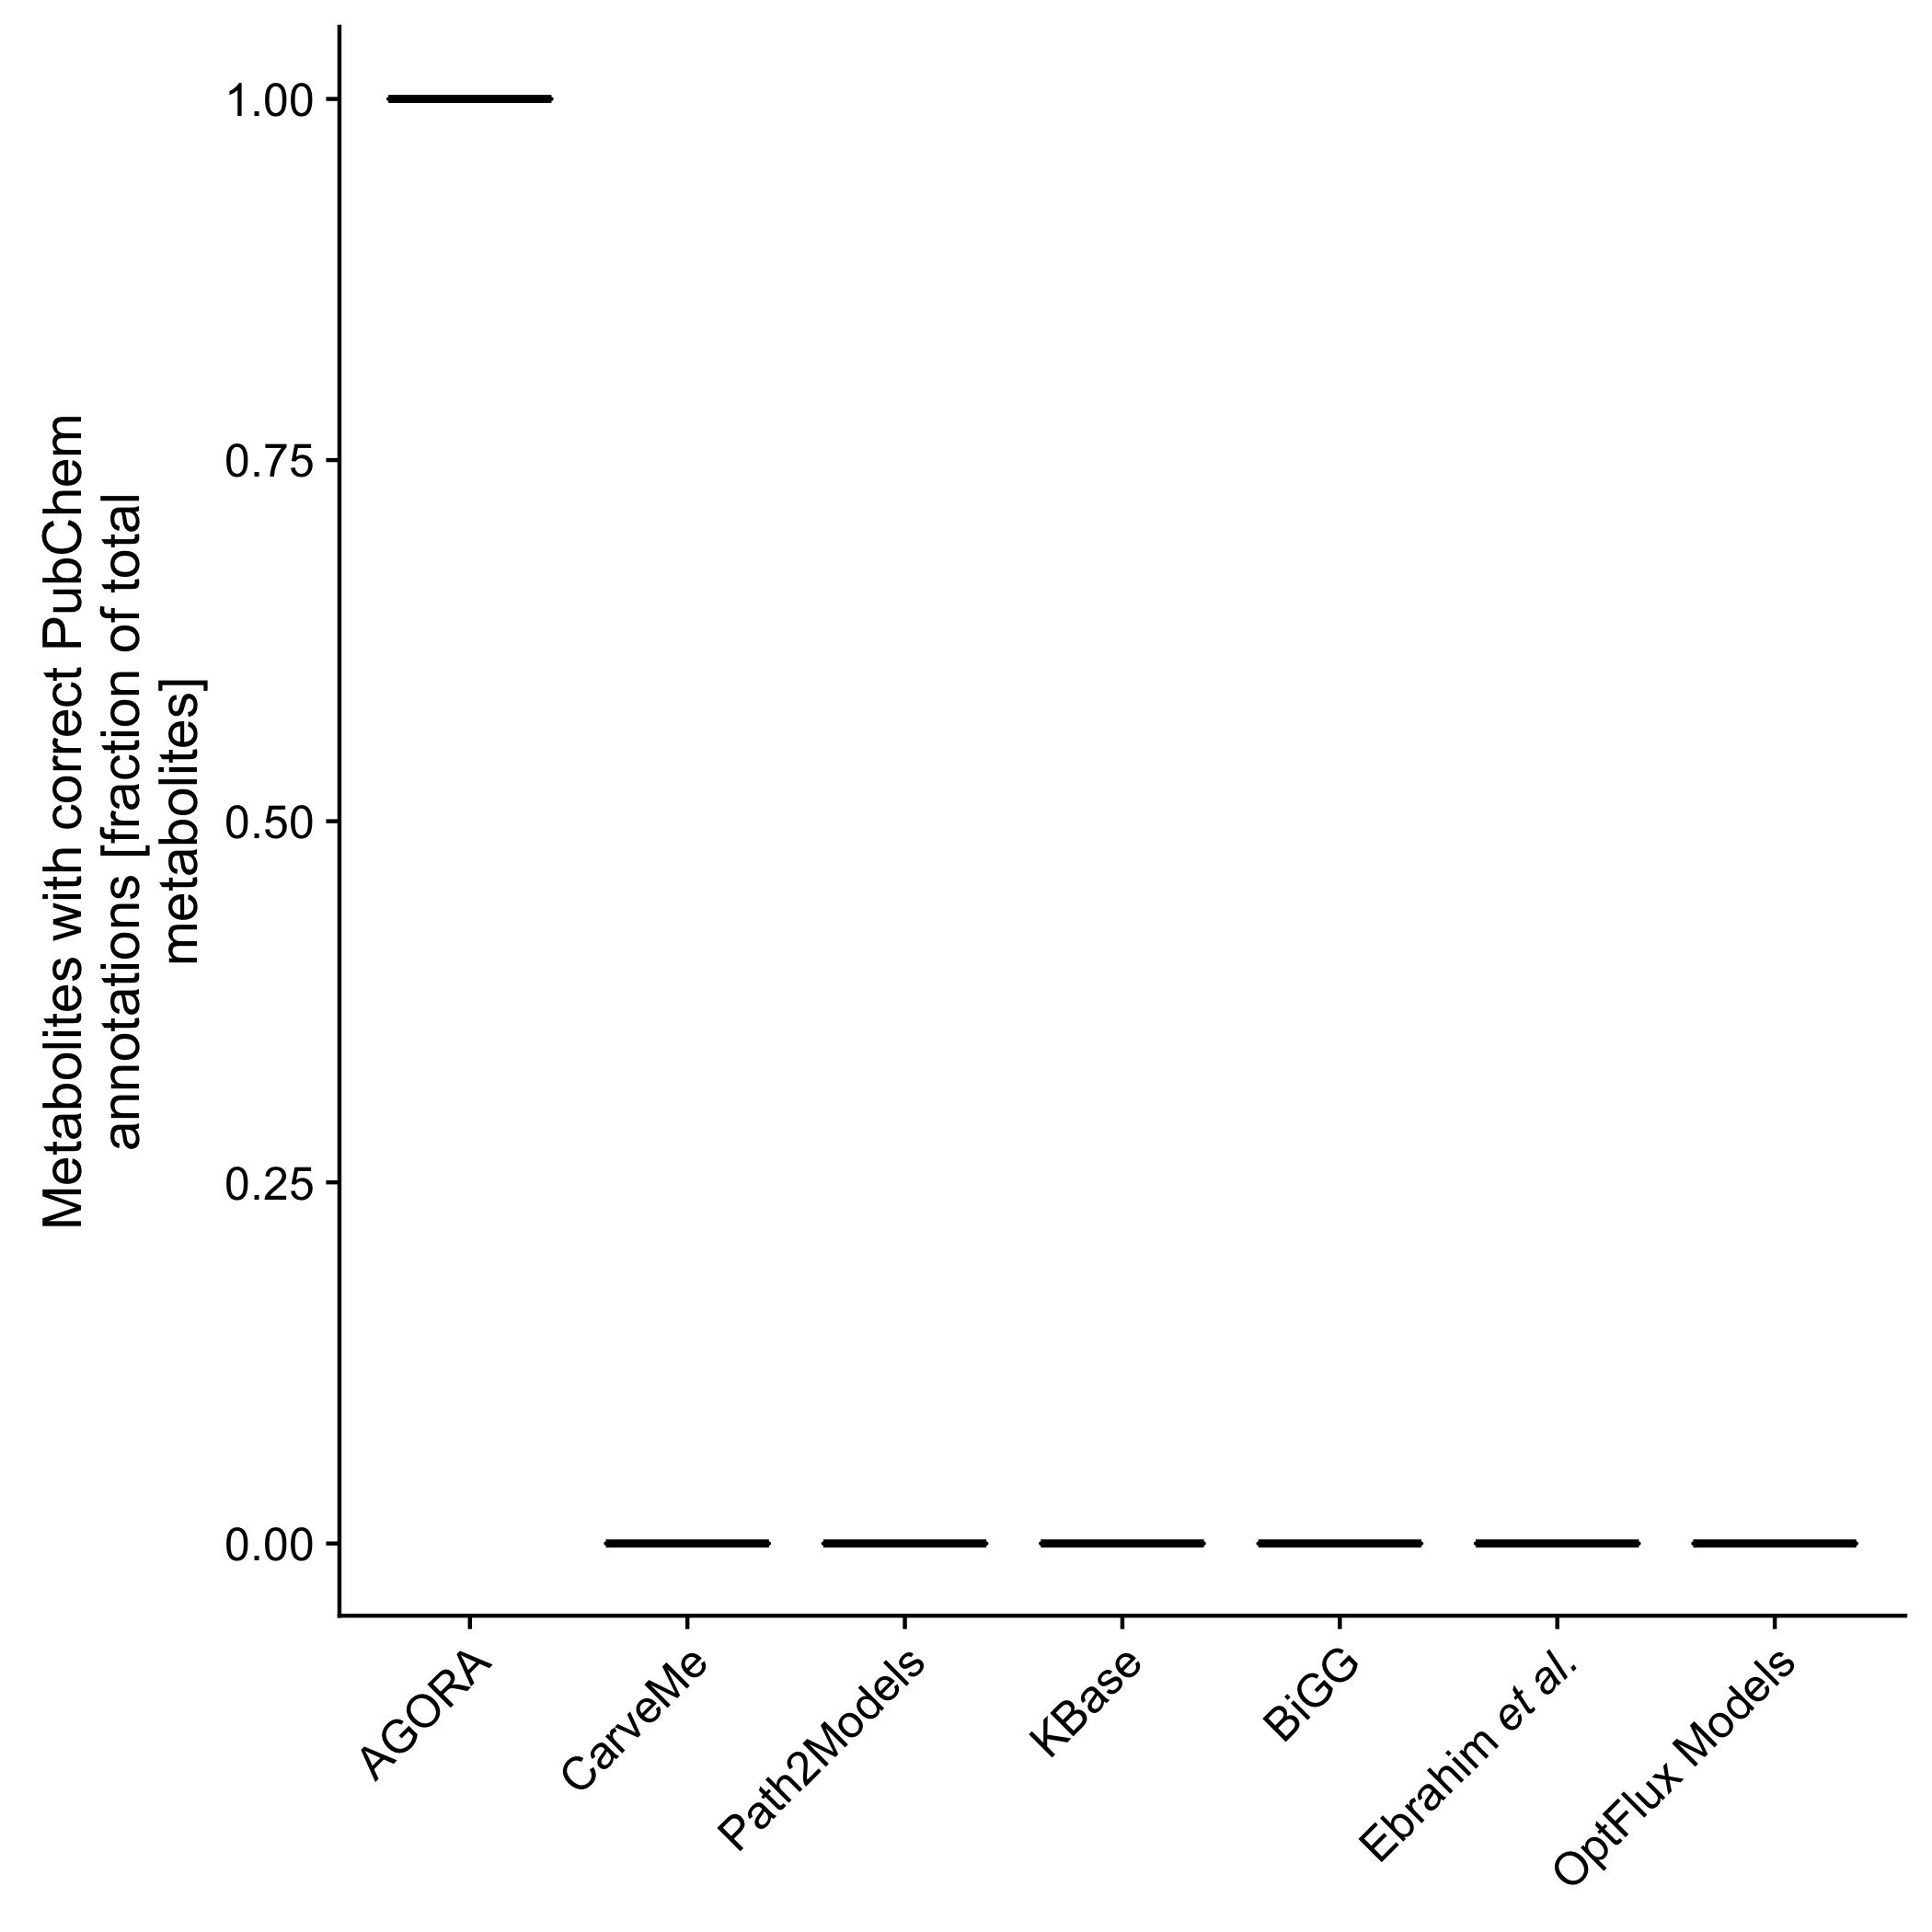 Metabolites with correct PubChem
annotations [fraction of total
metabolites]
1.00
0.75
0.50
0.25
0.00
AGORA
CarveMe
Path2Models
KBase
BiGG
Ebrahim et al.
OptFlux Models